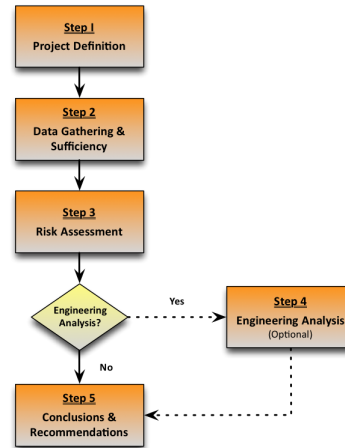 Step I
Project Definition
Step 2
Data Gathering &
Sufficiency
Step 3
Risk Assessment
Engineering
Analysis?
Yes
No
Step 4
Engineering Analysis
(Optional)
Step 5
Conclusions &
Recommendations